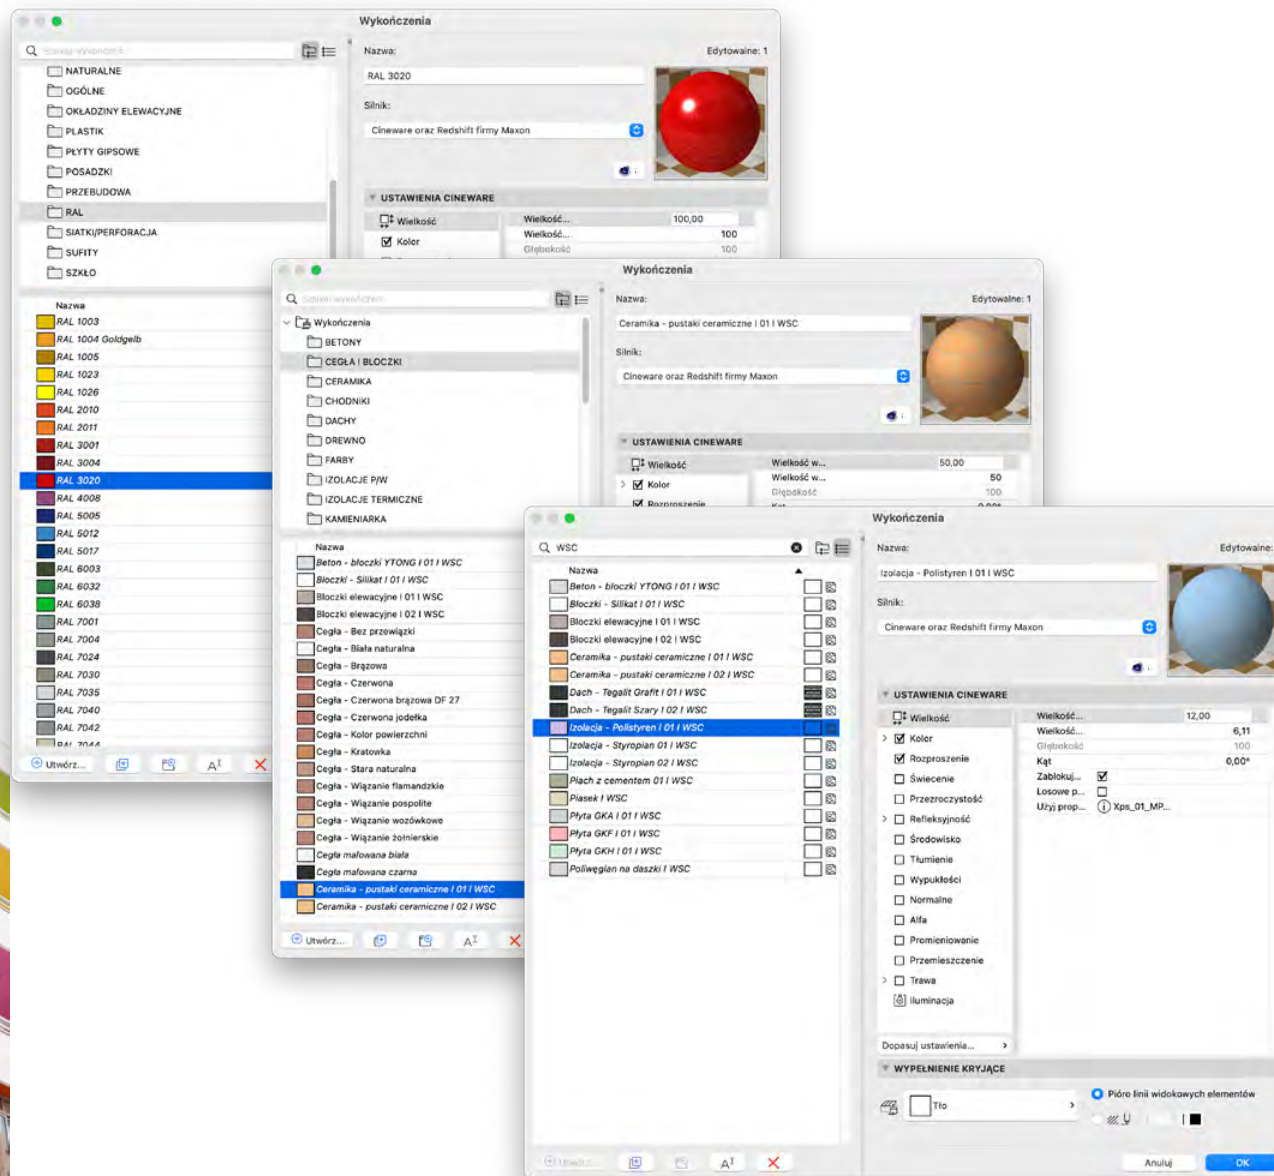 Wykończenia
Szukaj wykończeń
NATURALNE
OGÓLNE
OKŁADZINY ELEWACYJNE
PLASTIK
PŁYTY GIPSOWE
POSADZKI
PRZEBUDOWA
RAL
SIATKI/PERFORACJA
SUFITY
SZKŁO
Nazwa
RAL 1003
RAL 1004 Goldgelb
RAL 1005
RAL 1023
RAL 1026
RAL 2010
RAL 2011
RAL 3001
RAL 3004
RAL 3020
RAL 4008
RAL 5005
RAL 5012
RAL 5017
RAL 6003
RAL 6032
RAL 6038
RAL 7001
RAL 7004
RAL 7024
RAL 7030
RAL 7035
RAL 7040
RAL 7042
RAL 7044
Utwórz...
Nazwa: Edytowalne: 1
RAL 3020
Silnik:
Cineware oraz Redshift firmy Maxon
USTAWIENIA CINEWARE
Wielkość
Kolor
Wielkość... 100,00
Wielkość... 100
Głębokość 100
Wykończenia
Szukaj wykończeń
Wykończenia
BETONY
CEGŁA I BLOCZKI
CERAMIKA
CHODNIKI
DACHY
DREWNO
FARBY
IZOLACJE P/W
IZOLACJE TERMICZNE
KAMIENIARKA
Nazwa
Beton - bloczki YTONG I 01 I WSC
Bloczki - Silikat I 01 I WSC
Bloczki elewacyjne I 01 I WSC
Bloczki elewacyjne I 02 I WSC
Cegła - Bez przewiązki
Cegła - Biała naturalna
Cegła - Brązowa
Cegła - Czerwona
Cegła - Czerwona brązowa DF 27
Cegła - Czerwona jodełka
Cegła - Kolor powierzchni
Cegła - Kratowka
Cegła - Stara naturalna
Cegła - Wiązanie flamandzkie
Cegła - Wiązanie pospolite
Cegła - Wiązanie wozówkowe
Cegła - Wiązanie żołnierskie
Cegła malowana biała
Cegła malowana czarna
Ceramika - pustaki ceramiczne I 01 I WSC
Ceramika - pustaki ceramiczne I 02 I WSC
Utwórz...
Nazwa: Edytowalne: 1
Ceramika - pustaki ceramiczne I 01 I WSC
Silnik:
Cineware oraz Redshift firmy Maxon
USTAWIENIA CINEWARE
Wielkość
Kolor
Rozproszenie
Wielkość w... 50,00
Wielkość w... 50
Głębokość 100
Kąt 0,00°
Wykończenia
WSC
Nazwa
Beton - bloczki YTONG I 01 I WSC
Bloczki - Silikat I 01 I WSC
Bloczki elewacyjne I 01 I WSC
Bloczki elewacyjne I 02 I WSC
Ceramika - pustaki ceramiczne I 01 I WSC
Ceramika - pustaki ceramiczne I 02 I WSC
Dach - Tegalit Grafit I 01 I WSC
Dach - Tegalit Szary I 02 I WSC
Izolacja - Polistyren I 01 I WSC
Izolacja - Styropian 01 I WSC
Izolacja - Styropian 02 I WSC
Piach z cementem 01 I WSC
Piasek I WSC
Płyta GKA I 01 I WSC
Płyta GKF I 01 I WSC
Płyta GKH I 01 I WSC
Poliwęgian na daszki I WSC
Utwórz...
Nazwa: Edytowalne:
Izolacja - Polistyren I 01 I WSC
Silnik:
Cineware oraz Redshift firmy Maxon
USTAWIENIA CINEWARE
Wielkość
Kolor
Rozproszenie
Świecenie
Przezroczystość
Refleksyjność
Środowisko
Tłumienie
Wypukłości
Normalne
Alfa
Promieniowanie
Przemieszczenie
Trawa
Iluminacja
Wielkość... 12,00
Wielkość... 6,11
Głębokość 100
Kąt 0,00°
Zablokuj...
Losowe p...
Użyj prop... Xps_01_MP...
Dopasuj ustawienia...
WYPEŁNIENIE KRYJĄCE
Tło
Pióro linii widokowych elementów
Anuluj OK